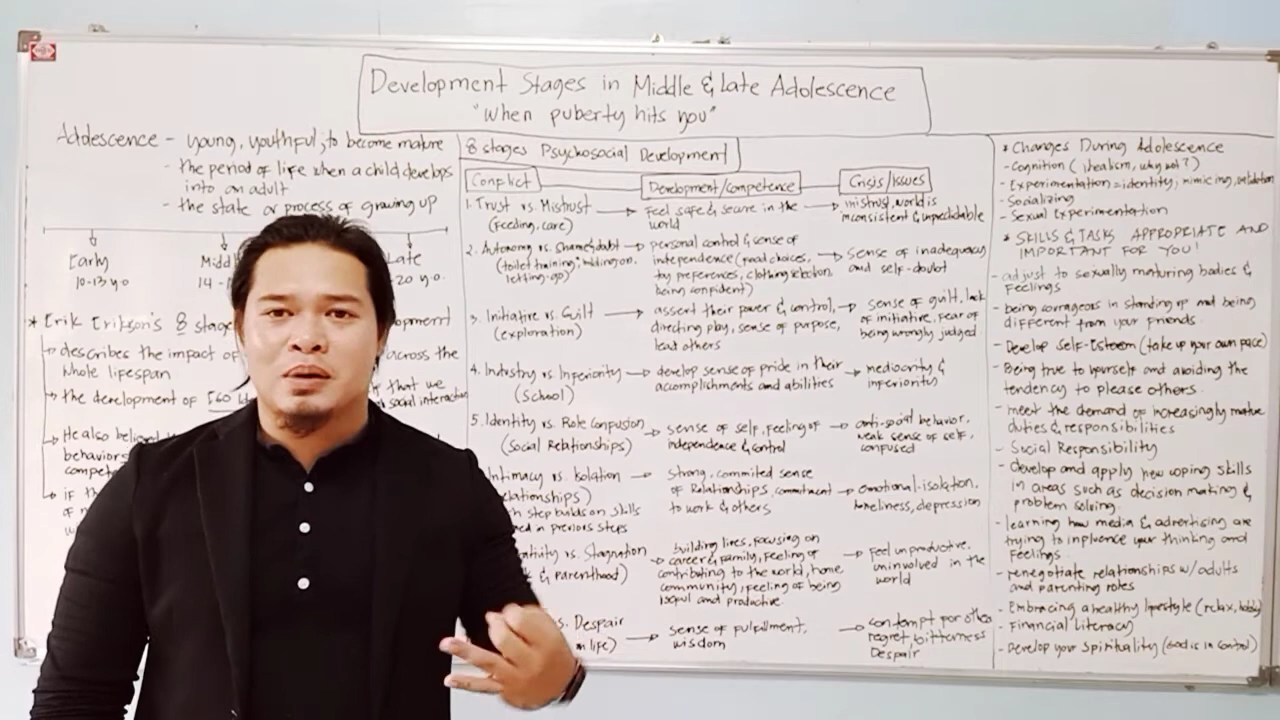 Development Stages in Middle & Late Adolescence
"when puberty hits you"
Adolescence - young, youthful, to become mature
- the period of life when a child develops
into an adult
- the state or process of growing up
Early
10-13 y.o
Midd
14 -
Late
20 y.o.
* Erik Erikson's 8 stage
opment)
describes the impact of
across the
whole lifespan
the development of Ego Id
that we
social interaction
He also believed
behaviors
compet
if th
of
8 stages Psychosocial Development
Conflict
Development/competence
Crisis/Issues
1. Trust vs. Mistrust
(Feeding, care)
Feel safe & secure in the
world
mistrust, world is
inconsistent & unpredictable
2. Autonomy vs. Shame, doubt
(toilet training, holding on,
letting-go)
personal control & sense of
independence (food choices,
toy preferences, clothing selection,
being confident)
Sense of inadequacy
and self-doubt
3. Initiative vs. Guilt
(exploration)
assert their power & control,
directing play, sense of purpose,
lead others
sense of guilt, lack
of initiative, fear of
being wrongly judged
4. Industry vs. Inferiority
(School)
develop sense of pride in their
accomplishments and abilities
mediocrity &
inferiority
5. Identity vs. Role Confusion
(Social Relationships)
sense of self, feeling of
independence & control
anti-social behavior,
weak sense of self,
confused
Intimacy vs. Isolation
elationships)
step builds on skills
ned in previous steps
strong, commited sense
of Relationships, commitment
to work & others
emotional-isolation,
loneliness, depression
ativity vs. Stagnation
k & parenthood)
building lives, focusing on
career & family, Feeling of
contributing to the world, home
community, feeling of being
useful and productive
Feel unproductive,
uninvolved in the
world
s. Despair
n life)
sense of fulfillment,
wisdom
contempt for other
regret, bitterness
Despair
* Changes During Adolescence
- Cognition (idealism, why not?)
- Experimentation = identity, mimicing, validation
- Socializing
- Sexual Experimentation
* SKILLS & TASKS APPROPRIATE AND
IMPORTANT FOR YOU!
- adjust to sexually maturing bodies &
Feelings
- being courageous in standing up and being
different from your friends.
- Develop Self-Esteem (take up your own pace)
- Being true to yourself and avoiding the
tendency to please others.
- meet the demand of increasingly mature
duties & responsibilities
- Social Responsibility
- develop and apply new coping skills
in areas such as decision making &
problem solving.
- learning how media & advertising are
trying to influence your thinking and
Feelings
- renegotiate relationships w/ adults
and parenting roles
- Embracing a healthy lifestyle (relax, hobby)
- Financial Literacy
- Develop your Spirituality (God is in control)